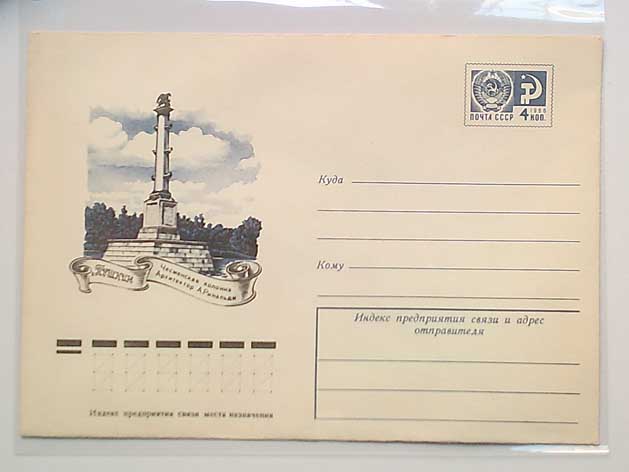 1966
ПОЧТА СССР 4 КОП.
Куда
Кому
г. Пушкин
Чесменская колонна
Архитектор А. Ринальди
Индекс предприятия связи и адрес
отправителя
Индекс предприятия связи места назначения